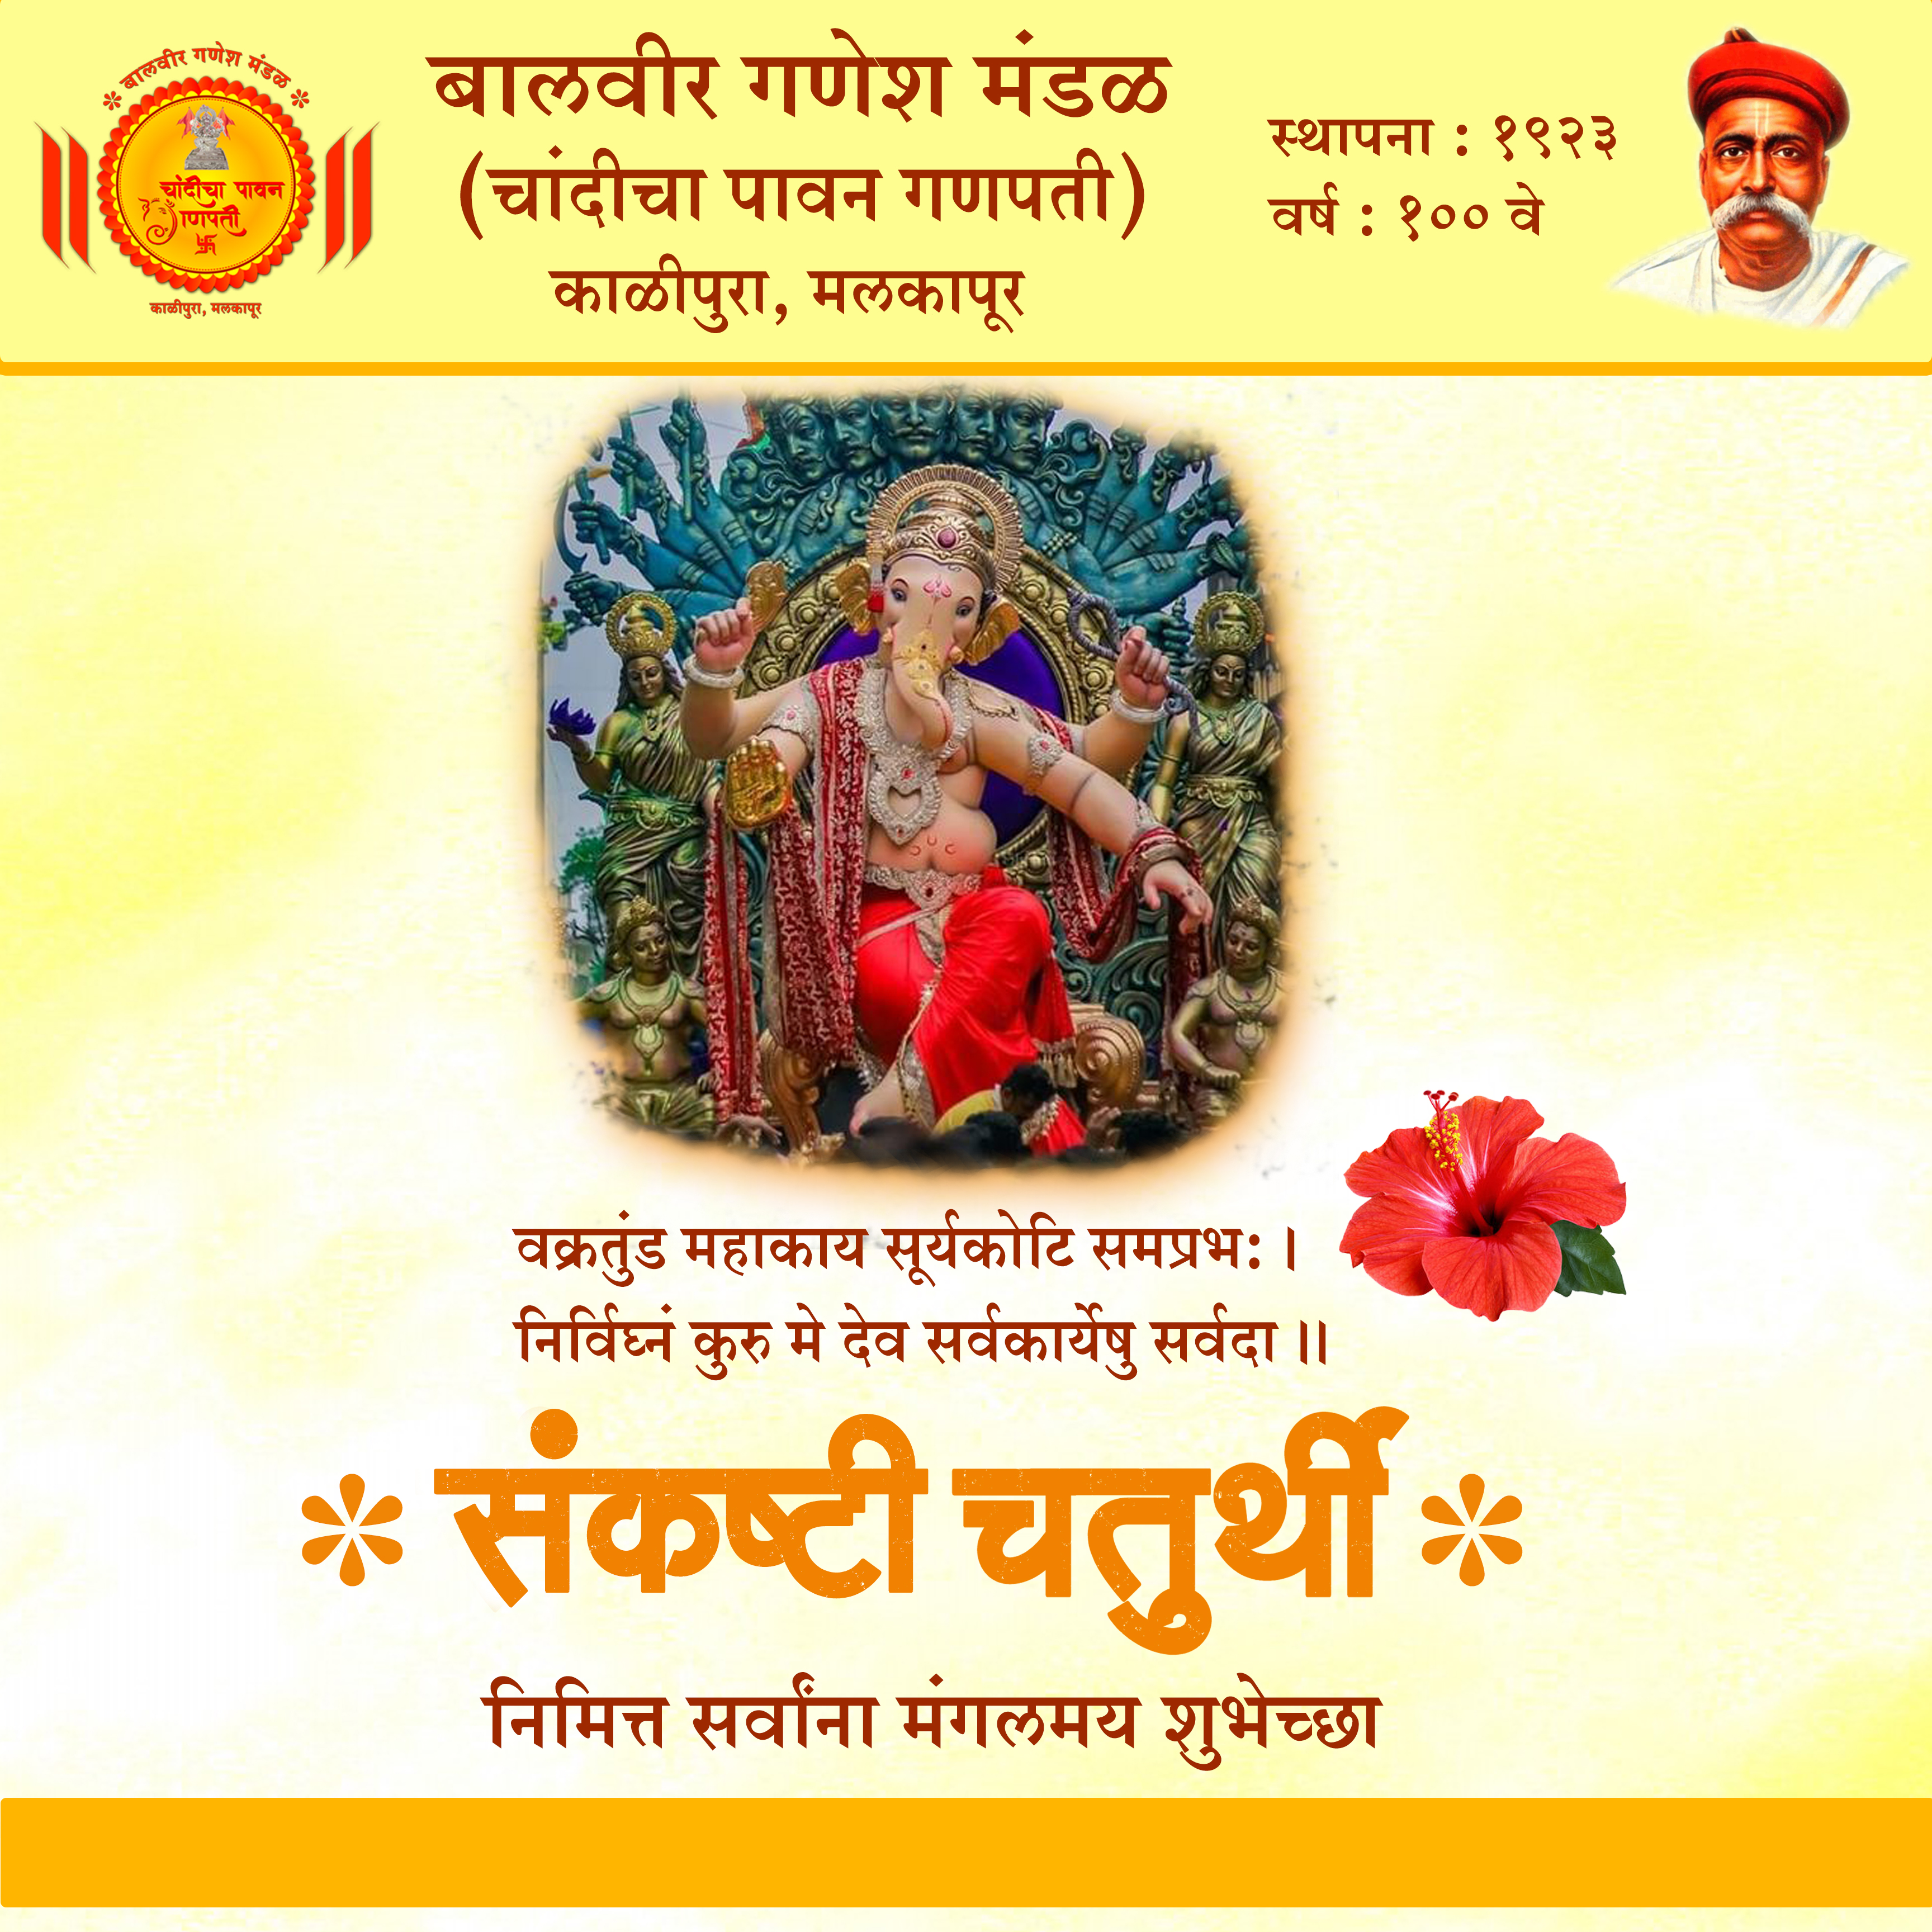 बालवीर गणेश मंडळ
चांदीचा पावन
गणपती
काळीपुरा, मलकापूर
बालवीर गणेश मंडळ
(चांदीचा पावन गणपती)
काळीपुरा, मलकापूर
स्थापना : १९२३
वर्ष : १०० वे
वक्रतुंड महाकाय सूर्यकोटि समप्रभः ।
निर्विघ्नं कुरु मे देव सर्वकार्येषु सर्वदा ॥
* संकष्टी चतुर्थी *
निमित्त सर्वांना मंगलमय शुभेच्छा